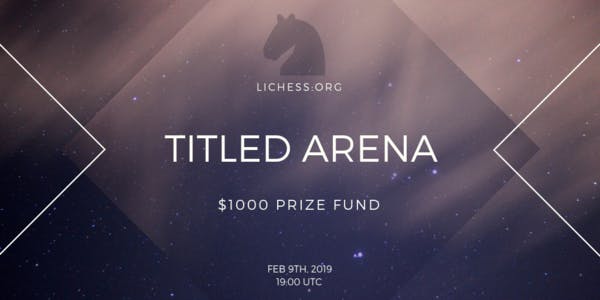 LICHESS:ORG
TITLED ARENA
$1000 PRIZE FUND
FEB 9TH, 2019
19:00 UTC